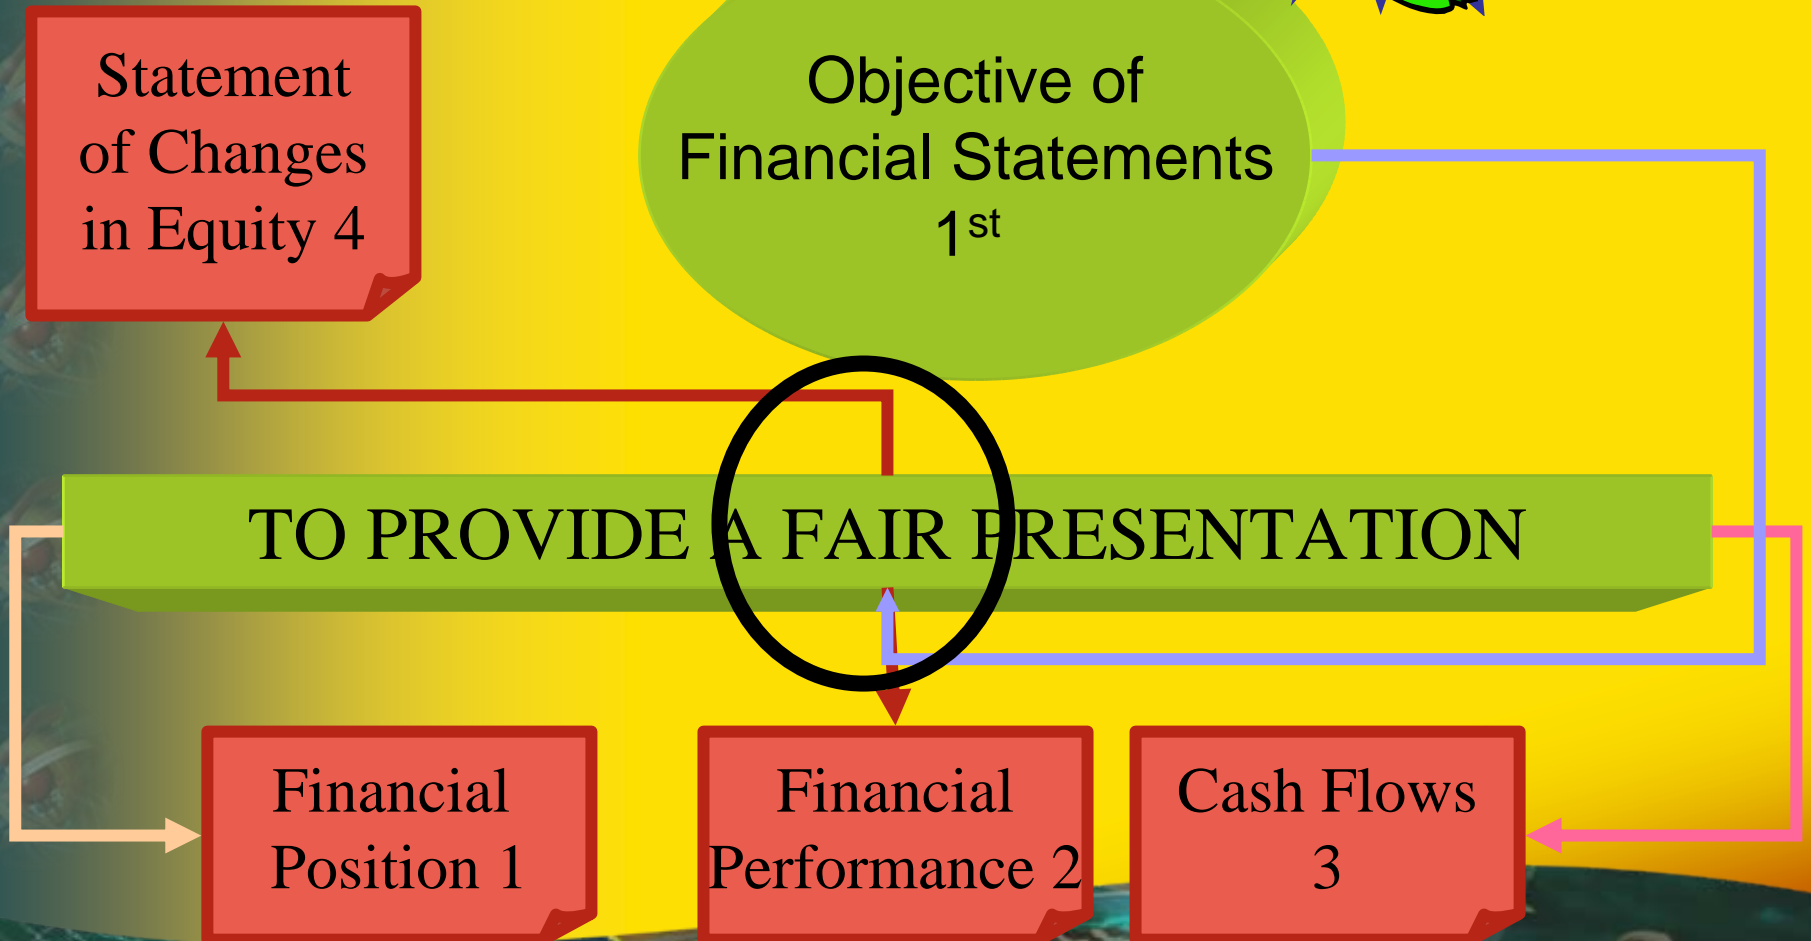 Statement
of Changes
in Equity 4
Objective of
Financial Statements
1st
TO PROVIDE A FAIR PRESENTATION
Financial
Position 1
Financial
Performance 2
Cash Flows
3